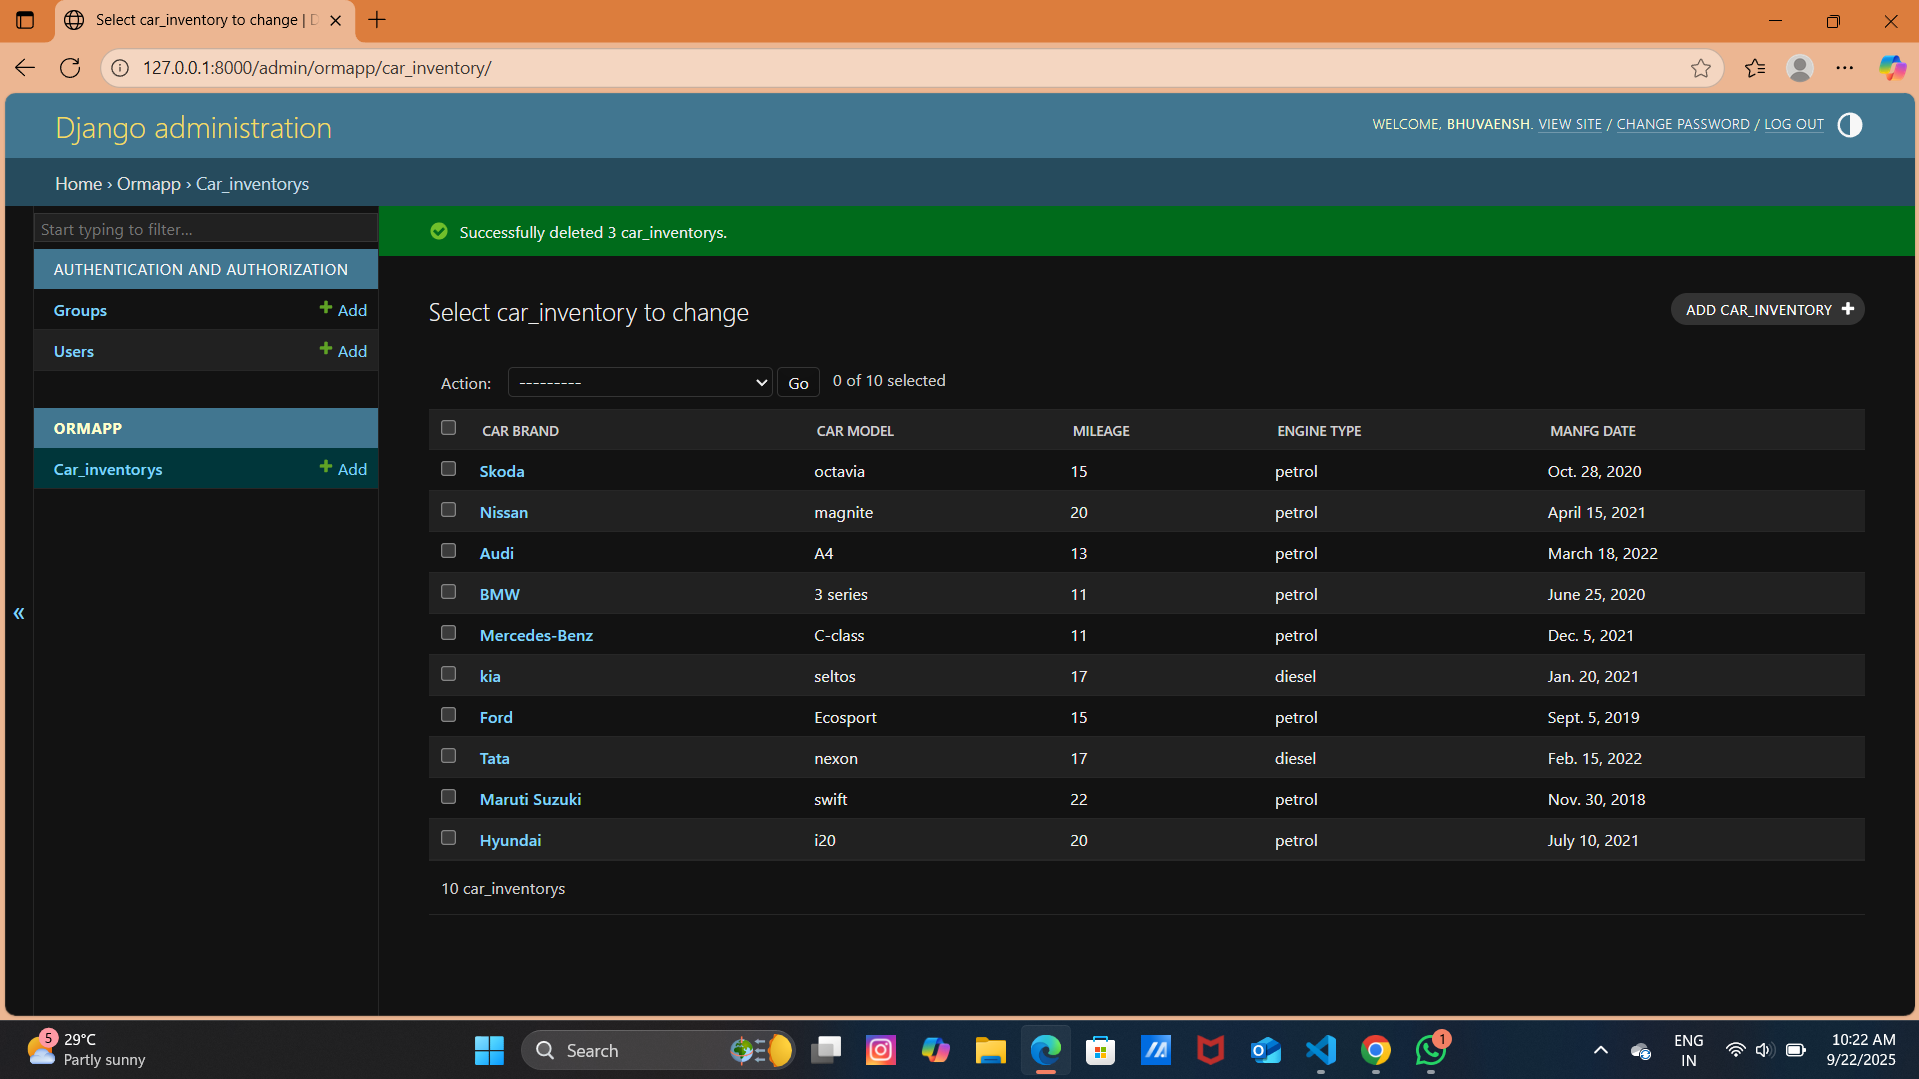 Select car_inventory to change | D
127.0.0.1:8000/admin/ormapp/car_inventory/
Django administration
WELCOME, BHUVAENSH. VIEW SITE / CHANGE PASSWORD / LOG OUT
Home › Ormapp › Car_inventorys
Start typing to filter...
AUTHENTICATION AND AUTHORIZATION
Groups Add
Users Add
ORMAPP
Car_inventorys Add
«
Successfully deleted 3 car_inventorys.
Select car_inventory to change
ADD CAR_INVENTORY
Action: --------- Go 0 of 10 selected
CAR BRAND CAR MODEL MILEAGE ENGINE TYPE MANFG DATE
Skoda octavia 15 petrol Oct. 28, 2020
Nissan magnite 20 petrol April 15, 2021
Audi A4 13 petrol March 18, 2022
BMW 3 series 11 petrol June 25, 2020
Mercedes-Benz C-class 11 petrol Dec. 5, 2021
kia seltos 17 diesel Jan. 20, 2021
Ford Ecosport 15 petrol Sept. 5, 2019
Tata nexon 17 diesel Feb. 15, 2022
Maruti Suzuki swift 22 petrol Nov. 30, 2018
Hyundai i20 20 petrol July 10, 2021
10 car_inventorys
5 29°C
Partly sunny
Search
1
ENG
IN
10:22 AM
9/22/2025